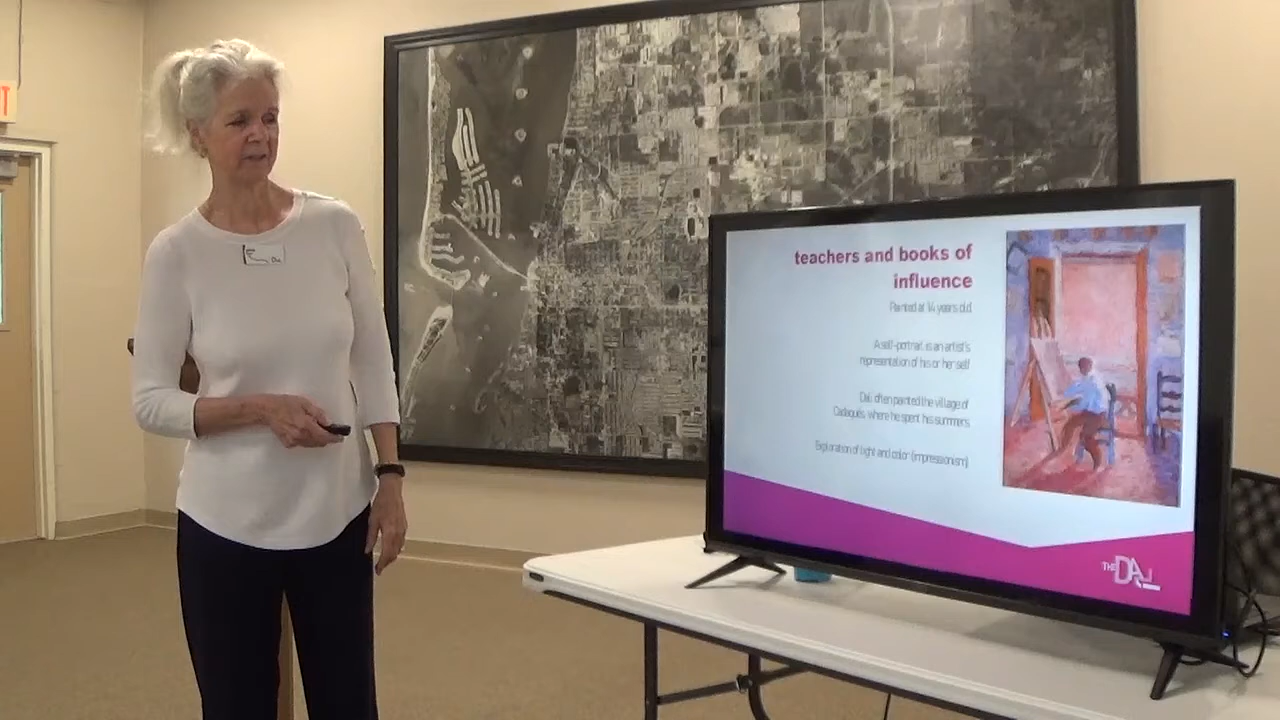 teachers and books of
influence
Painted at 14 years old
A self-portrait is an artist's
representation of his or her self
Dalí often painted the village of
Cadaqués where he spent his summers
Exploration of light and color (impressionism)
THE DALÍ